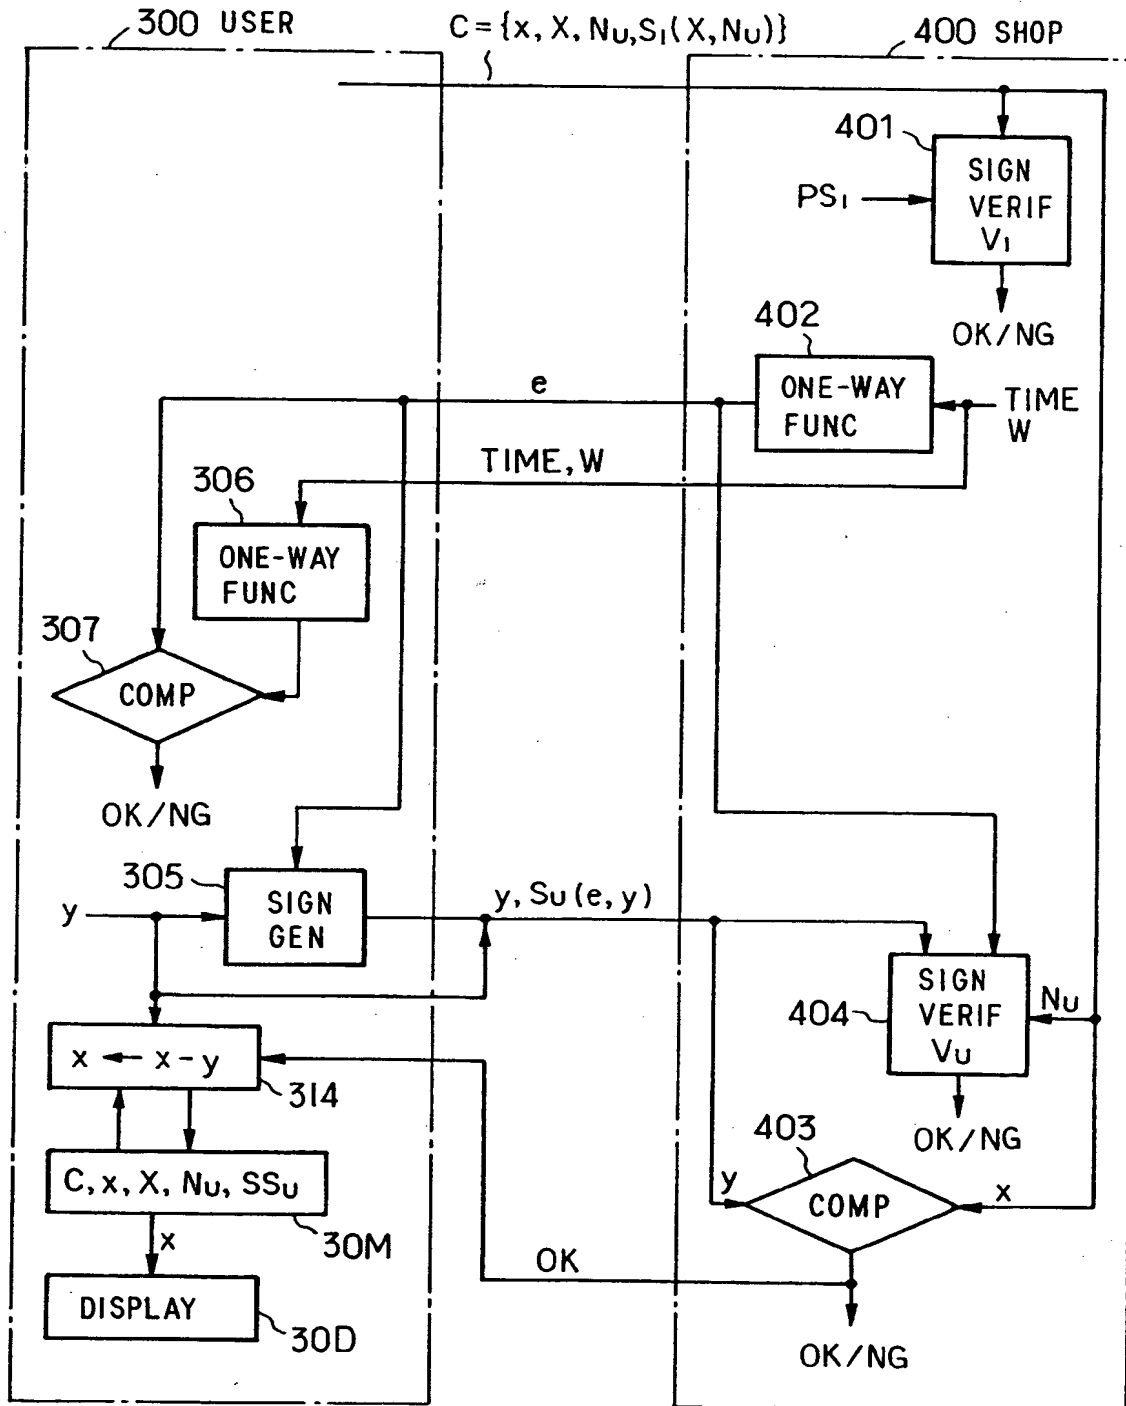 300 USER
C = {x, X, NU, SI(X, NU)}
400 SHOP
401
SIGN
VERIF
VI
PSI
OK/NG
402
ONE-WAY
FUNC
TIME
W
e
TIME, W
306
ONE-WAY
FUNC
307
COMP
OK/NG
305
SIGN
GEN
y
y, SU(e, y)
SIGN
VERIF
VU
404
NU
OK/NG
x ← x - y
314
403
COMP
y
x
C, x, X, NU, SSU
30M
x
OK
DISPLAY
30D
OK/NG